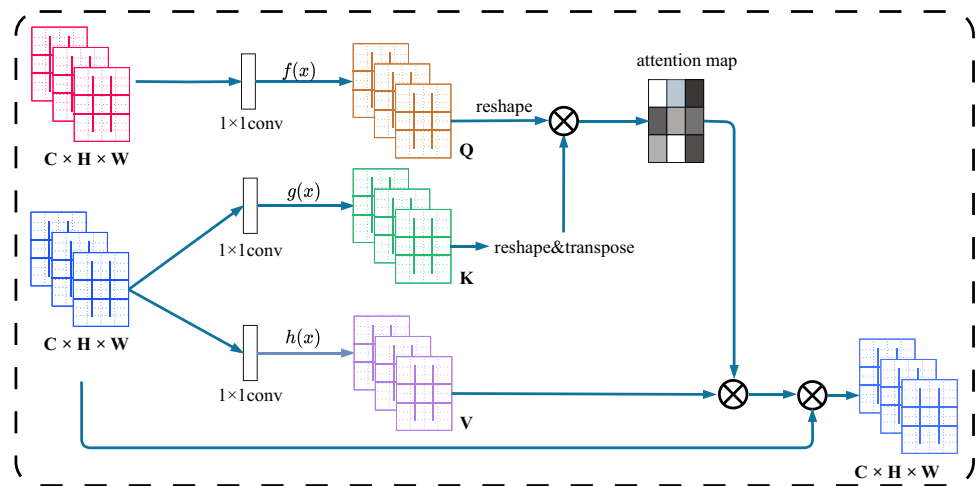 attention map
f(x)
reshape
1×1conv
C × H × W
Q
g(x)
1×1conv
reshape&transpose
K
h(x)
C × H × W
1×1conv
V
C × H × W